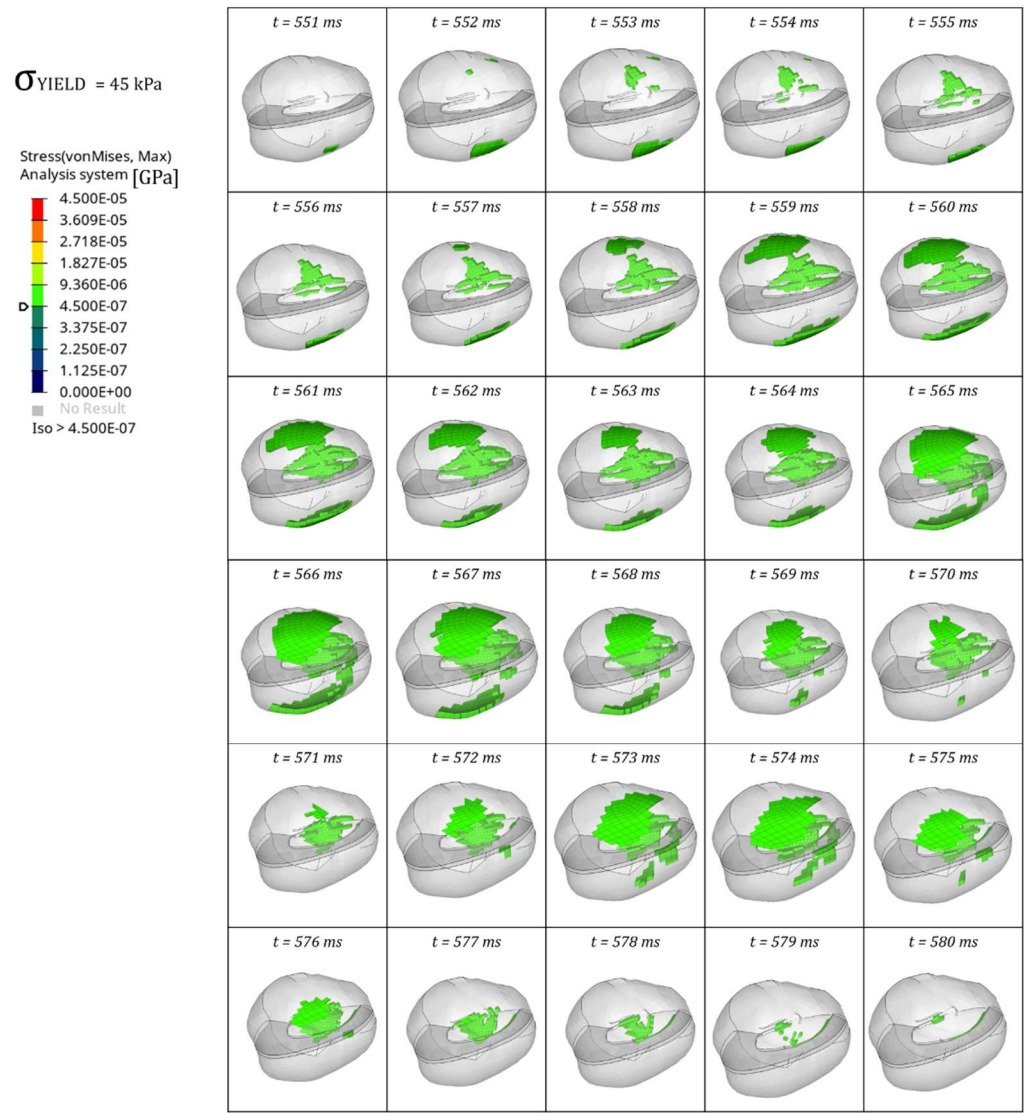 σYIELD = 45 kPa
Stress(vonMises, Max)
Analysis system [GPa]
4.500E-05
3.609E-05
2.718E-05
1.827E-05
9.360E-06
4.500E-07
3.375E-07
2.250E-07
1.125E-07
0.000E+00
No Result
Iso > 4.500E-07
t = 551 ms
t = 552 ms
t = 553 ms
t = 554 ms
t = 555 ms
t = 556 ms
t = 557 ms
t = 558 ms
t = 559 ms
t = 560 ms
t = 561 ms
t = 562 ms
t = 563 ms
t = 564 ms
t = 565 ms
t = 566 ms
t = 567 ms
t = 568 ms
t = 569 ms
t = 570 ms
t = 571 ms
t = 572 ms
t = 573 ms
t = 574 ms
t = 575 ms
t = 576 ms
t = 577 ms
t = 578 ms
t = 579 ms
t = 580 ms